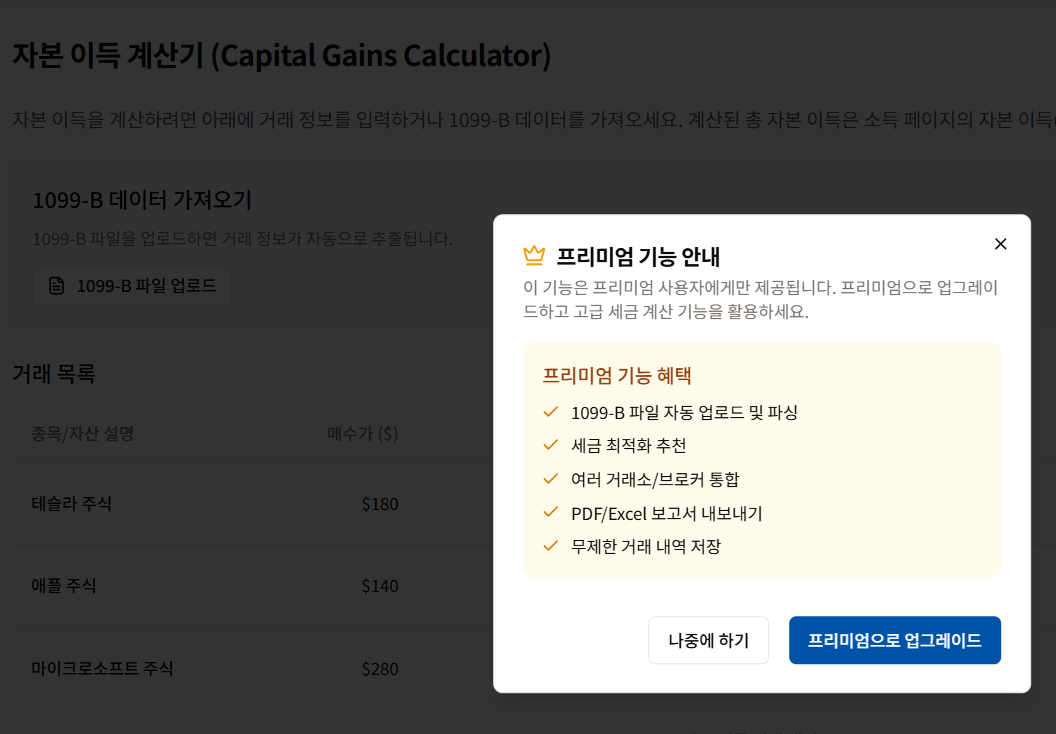 자본 이득 계산기 (Capital Gains Calculator)
자본 이득을 계산하려면 아래에 거래 정보를 입력하거나 1099-B 데이터를 가져오세요. 계산된 총 자본 이득은 소득 페이지의 자본 이득
1099-B 데이터 가져오기
1099-B 파일을 업로드하면 거래 정보가 자동으로 추출됩니다.
1099-B 파일 업로드
거래 목록
종목/자산 설명 매수가 ($)
테슬라 주식 $180
애플 주식 $140
마이크로소프트 주식 $280
프리미엄 기능 안내
이 기능은 프리미엄 사용자에게만 제공됩니다. 프리미엄으로 업그레이
드하고 고급 세금 계산 기능을 활용하세요.
프리미엄 기능 혜택
1099-B 파일 자동 업로드 및 파싱
세금 최적화 추천
여러 거래소/브로커 통합
PDF/Excel 보고서 내보내기
무제한 거래 내역 저장
나중에 하기
프리미엄으로 업그레이드